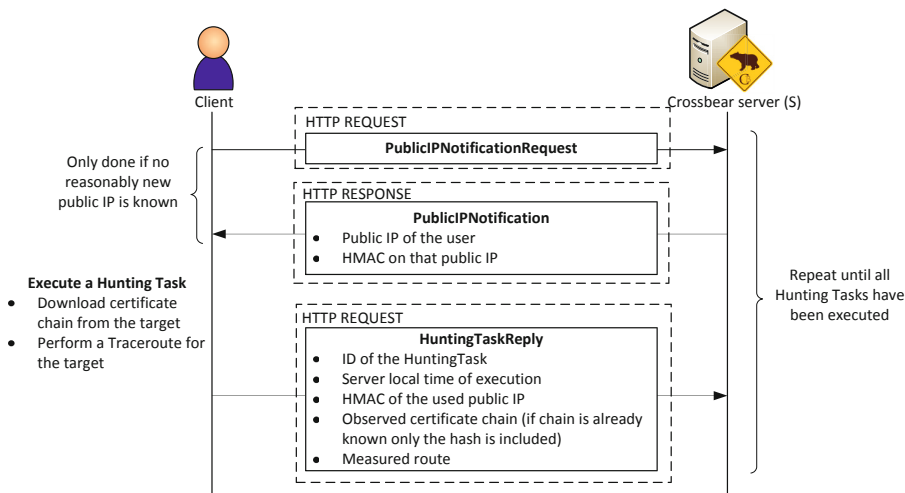 Client
Crossbear server (S)
C
HTTP REQUEST
PublicIPNotificationRequest
Only done if no
reasonably new
public IP is known
HTTP RESPONSE
PublicIPNotification
• Public IP of the user
• HMAC on that public IP
Execute a Hunting Task
• Download certificate
chain from the target
• Perform a Traceroute for
the target
Repeat until all
Hunting Tasks have
been executed
HTTP REQUEST
HuntingTaskReply
• ID of the HuntingTask
• Server local time of execution
• HMAC of the used public IP
• Observed certificate chain (if chain is already
known only the hash is included)
• Measured route